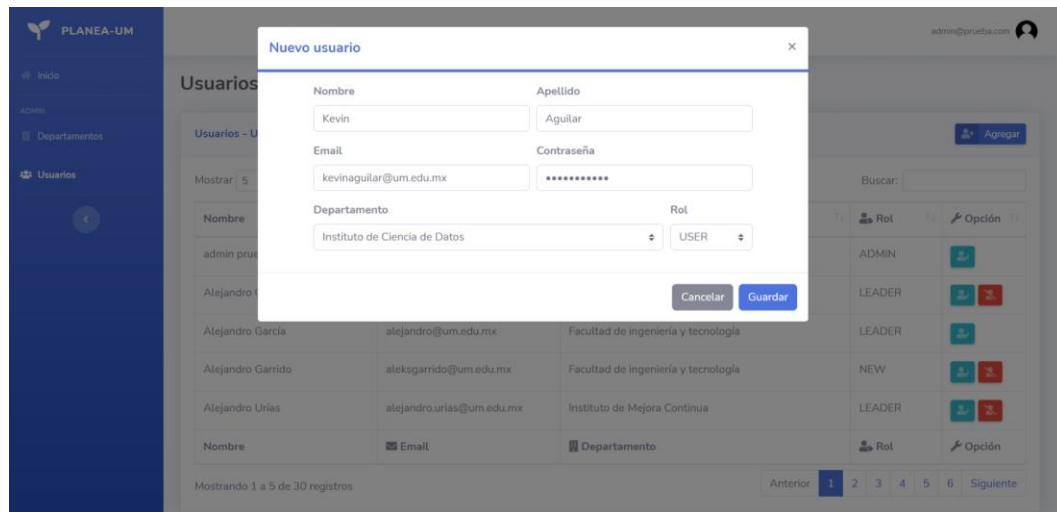 PLANEA-UM
admin@prueba.com
Nuevo usuario
×
Inicio
Usuarios
Nombre Apellido
Kevin Aguilar
ADMIN
Departamentos
Usuarios - U
Agregar
Email Contraseña
kevinaguilar@um.edu.mx •••••••••••
Usuarios
Mostrar 5
Buscar:
Departamento Rol
Instituto de Ciencia de Datos USER
Nombre Rol Opción
admin prue ADMIN
Cancelar Guardar
Alejandro LEADER
Alejandro García alejandro@um.edu.mx Facultad de ingeniería y tecnología LEADER
Alejandro Garrido aleksgarrido@um.edu.mx Facultad de ingeniería y tecnología NEW
Alejandro Urías alejandro.urias@um.edu.mx Instituto de Mejora Continua LEADER
Nombre Email Departamento Rol Opción
Mostrando 1 a 5 de 30 registros
Anterior 1 2 3 4 5 6 Siguiente